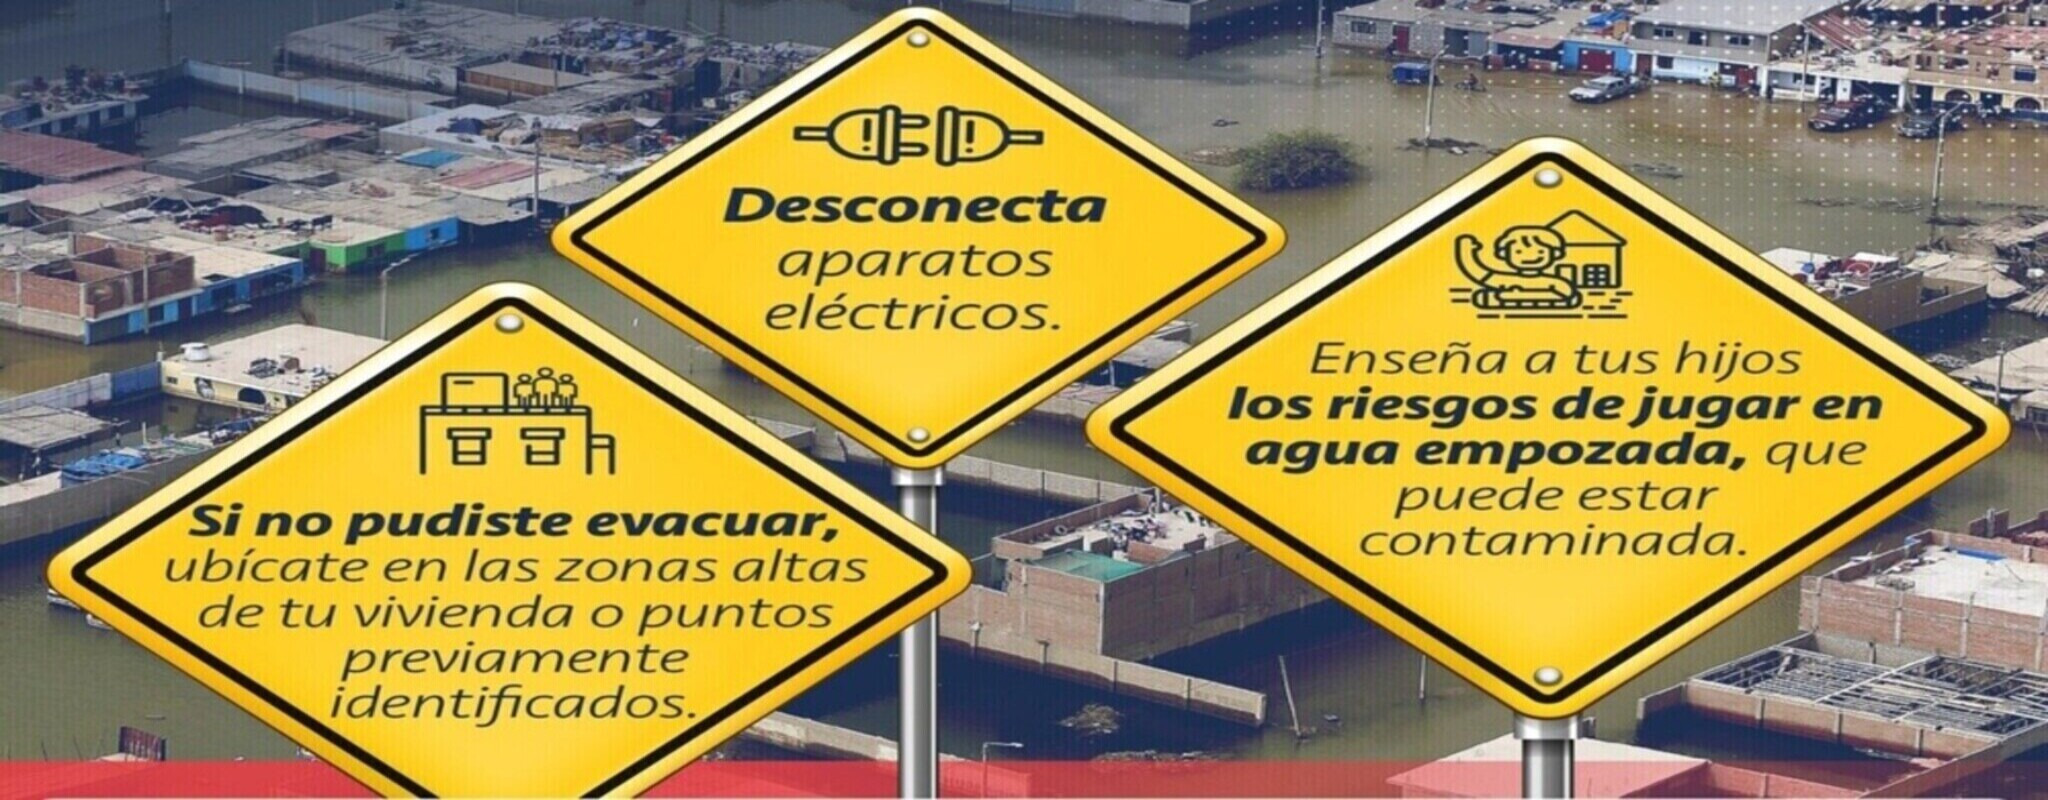 Desconecta
aparatos
eléctricos.
Si no pudiste evacuar,
ubícate en las zonas altas
de tu vivienda o puntos
previamente
identificados.
Enseña a tus hijos
los riesgos de jugar en
agua empozada, que
puede estar
contaminada.